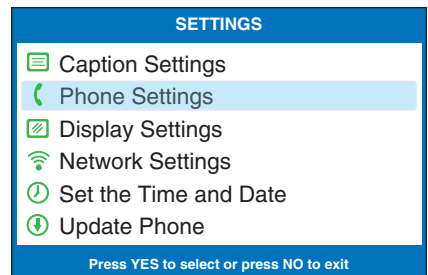 SETTINGS
Caption Settings
Phone Settings
Display Settings
Network Settings
Set the Time and Date
Update Phone
Press YES to select or press NO to exit